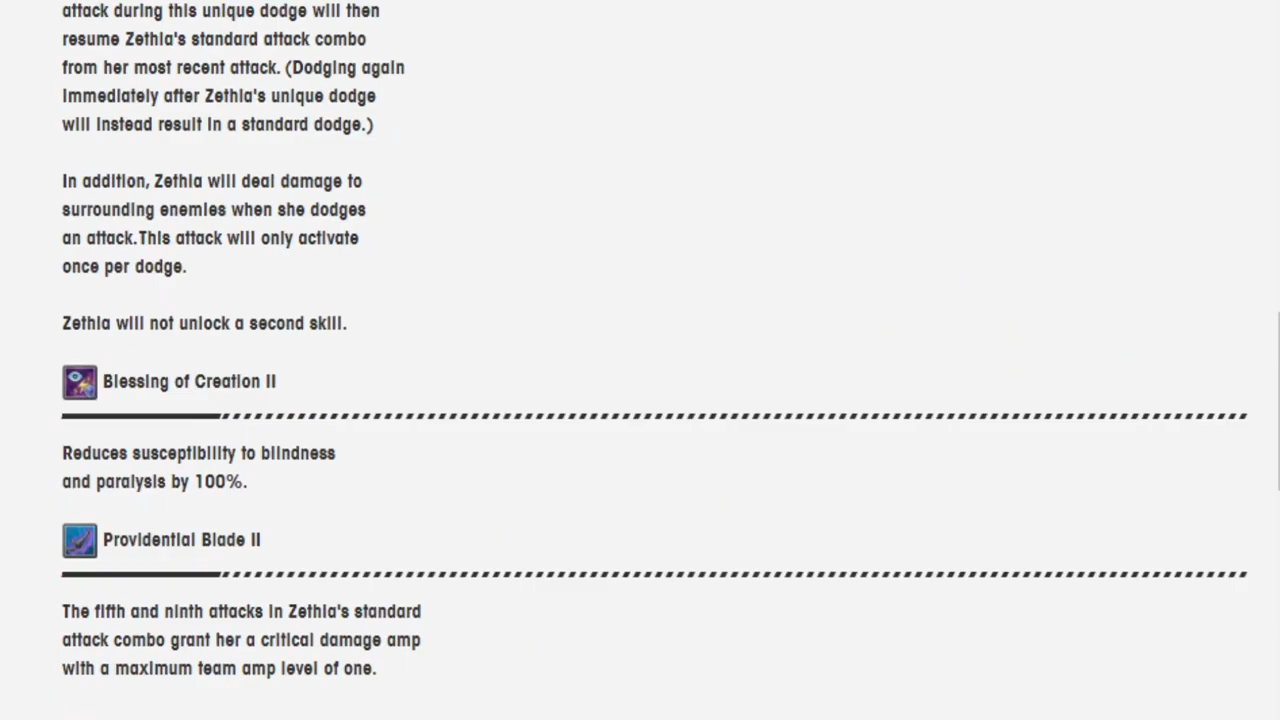 attack during this unique dodge will then
resume Zethia's standard attack combo
from her most recent attack. (Dodging again
immediately after Zethia's unique dodge
will instead result in a standard dodge.)
In addition, Zethia will deal damage to
surrounding enemies when she dodges
an attack.This attack will only activate
once per dodge.
Zethia will not unlock a second skill.
Blessing of Creation II
Reduces susceptibility to blindness
and paralysis by 100%.
Providential Blade II
The fifth and ninth attacks in Zethia's standard
attack combo grant her a critical damage amp
with a maximum team amp level of one.